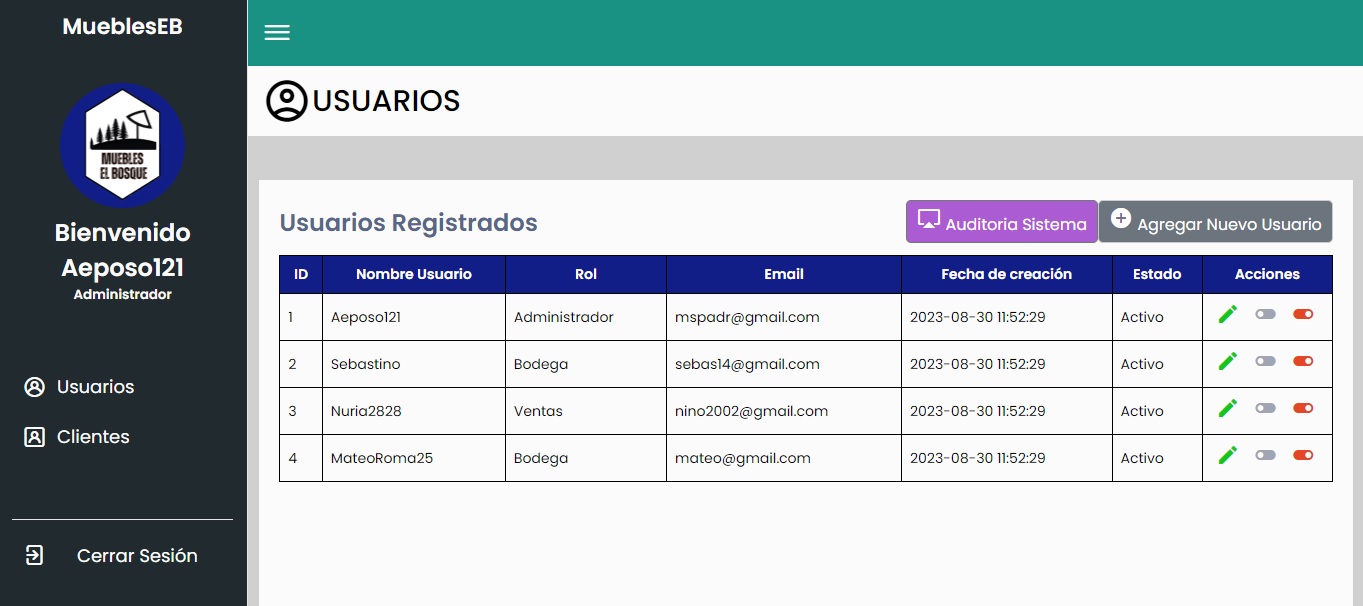 MueblesEB
MUEBLES
EL BOSQUE
Bienvenido
Aeposo121
Administrador
Usuarios
Clientes
Cerrar Sesión
USUARIOS
Usuarios Registrados
Auditoria Sistema
Agregar Nuevo Usuario
ID Nombre Usuario Rol Email Fecha de creación Estado Acciones
1 Aeposo121 Administrador mspadr@gmail.com 2023-08-30 11:52:29 Activo
2 Sebastino Bodega sebas14@gmail.com 2023-08-30 11:52:29 Activo
3 Nuria2828 Ventas nino2002@gmail.com 2023-08-30 11:52:29 Activo
4 MateoRoma25 Bodega mateo@gmail.com 2023-08-30 11:52:29 Activo